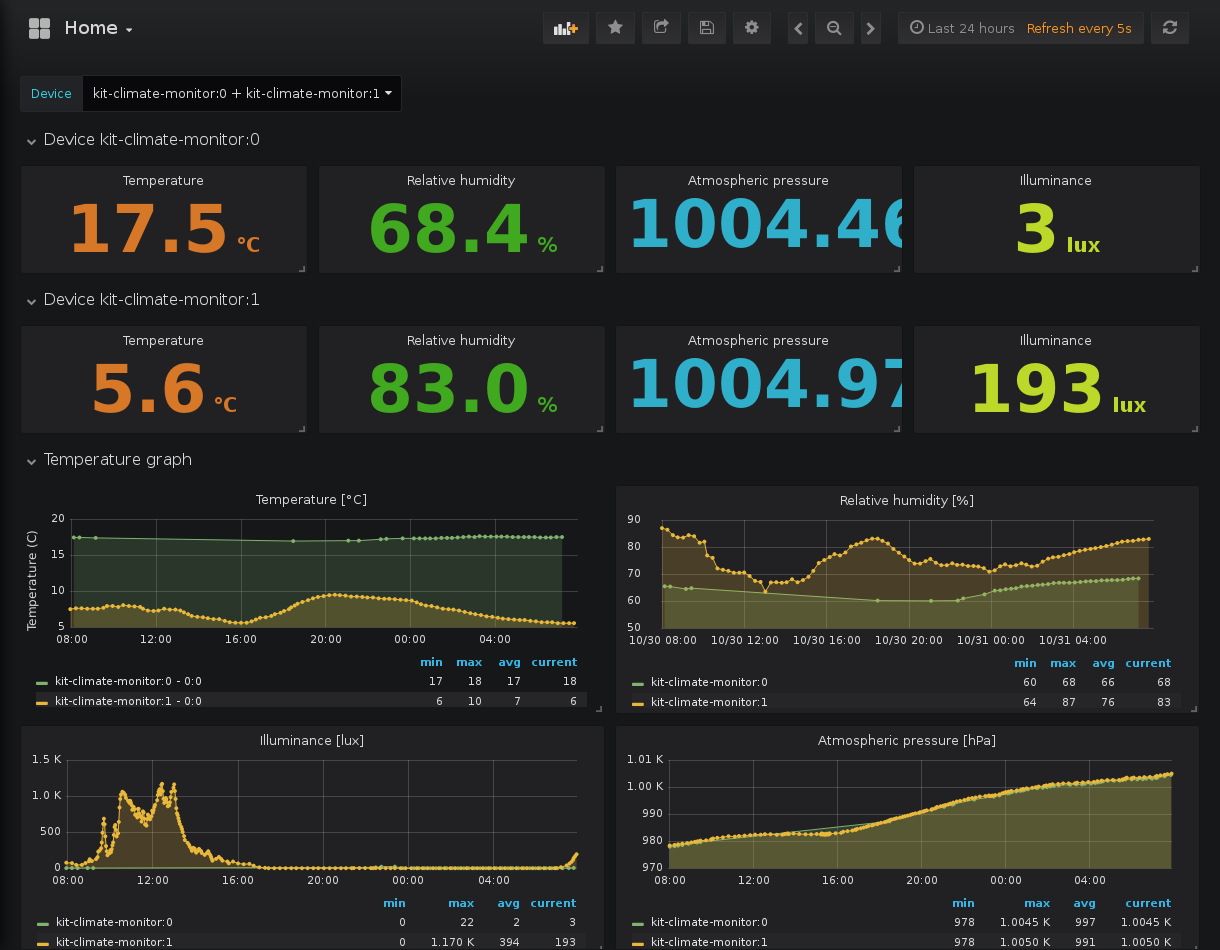 Home
Last 24 hours Refresh every 5s
Device kit-climate-monitor:0 + kit-climate-monitor:1
Device kit-climate-monitor:0
Temperature Relative humidity Atmospheric pressure Illuminance
17.5 °C 68.4 % 1004.46 3 lux
Device kit-climate-monitor:1
Temperature Relative humidity Atmospheric pressure Illuminance
5.6 °C 83.0 % 1004.97 193 lux
Temperature graph
Temperature [°C]
Temperature (C)
20
15
10
5
08:00 12:00 16:00 20:00 00:00 04:00
min max avg current
kit-climate-monitor:0 - 0:0 17 18 17 18
kit-climate-monitor:1 - 0:0 6 10 7 6
Relative humidity [%]
90
80
70
60
50
10/30 08:00 10/30 12:00 10/30 16:00 10/30 20:00 10/31 00:00 10/31 04:00
min max avg current
kit-climate-monitor:0 60 68 66 68
kit-climate-monitor:1 64 87 76 83
Illuminance [lux]
1.5 K
1.0 K
500
0
08:00 12:00 16:00 20:00 00:00 04:00
min max avg current
kit-climate-monitor:0 0 22 2 3
kit-climate-monitor:1 0 1.170 K 394 193
Atmospheric pressure [hPa]
1.01 K
1.00 K
990
980
970
08:00 12:00 16:00 20:00 00:00 04:00
min max avg current
kit-climate-monitor:0 978 1.0045 K 997 1.0045 K
kit-climate-monitor:1 978 1.0050 K 991 1.0050 K